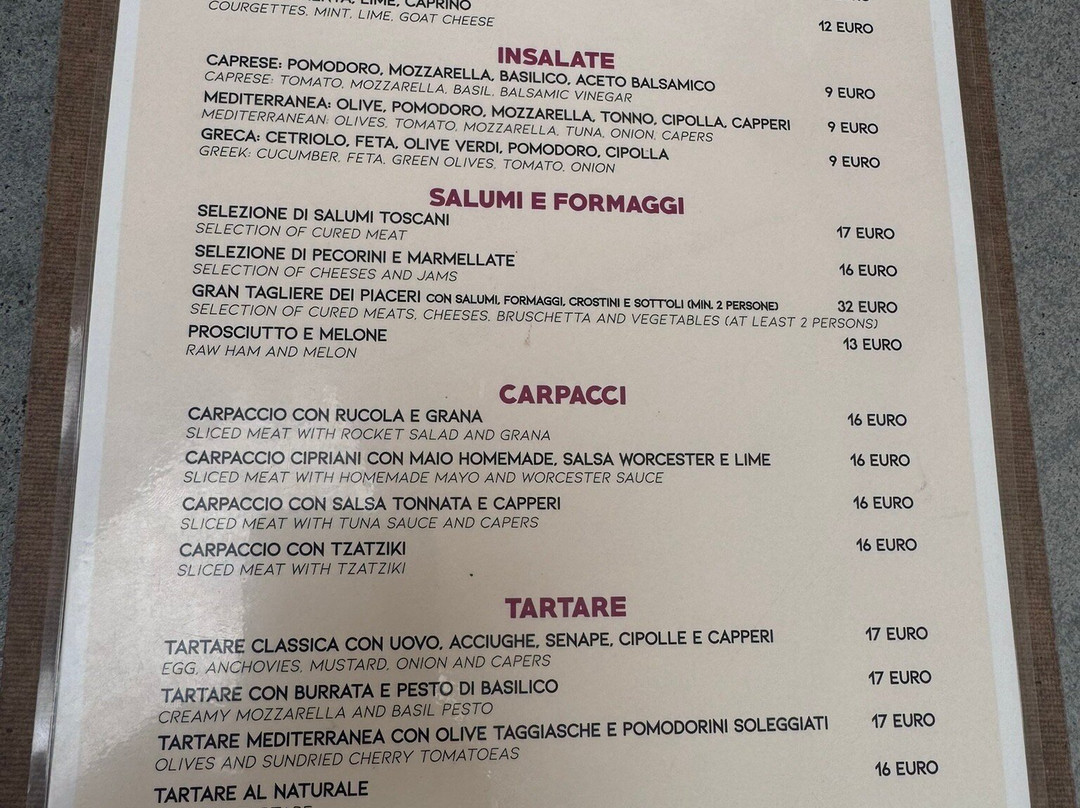 LIME, CAPRINO
COURGETTES, MINT, LIME, GOAT CHEESE
12 EURO
INSALATE
CAPRESE: POMODORO, MOZZARELLA, BASILICO, ACETO BALSAMICO
CAPRESE: TOMATO, MOZZARELLA, BASIL, BALSAMIC VINEGAR
9 EURO
MEDITERRANEA: OLIVE, POMODORO, MOZZARELLA, TONNO, CIPOLLA, CAPPERI
MEDITERRANEAN: OLIVES, TOMATO, MOZZARELLA, TUNA, ONION, CAPERS
9 EURO
GRECA: CETRIOLO, FETA, OLIVE VERDI, POMODORO, CIPOLLA
GREEK: CUCUMBER, FETA, GREEN OLIVES, TOMATO, ONION
9 EURO
SALUMI E FORMAGGI
SELEZIONE DI SALUMI TOSCANI
SELECTION OF CURED MEAT
17 EURO
SELEZIONE DI PECORINI E MARMELLATE
SELECTION OF CHEESES AND JAMS
16 EURO
GRAN TAGLIERE DEI PIACERI CON SALUMI, FORMAGGI, CROSTINI E SOTT'OLI (MIN. 2 PERSONE)
32 EURO
SELECTION OF CURED MEATS, CHEESES, BRUSCHETTA AND VEGETABLES (AT LEAST 2 PERSONS)
PROSCIUTTO E MELONE
RAW HAM AND MELON
13 EURO
CARPACCI
CARPACCIO CON RUCOLA E GRANA
SLICED MEAT WITH ROCKET SALAD AND GRANA
16 EURO
CARPACCIO CIPRIANI CON MAIO HOMEMADE, SALSA WORCESTER E LIME
SLICED MEAT WITH HOMEMADE MAYO AND WORCESTER SAUCE
16 EURO
CARPACCIO CON SALSA TONNATA E CAPPERI
SLICED MEAT WITH TUNA SAUCE AND CAPERS
16 EURO
CARPACCIO CON TZATZIKI
SLICED MEAT WITH TZATZIKI
16 EURO
TARTARE
TARTARE CLASSICA CON UOVO, ACCIUGHE, SENAPE, CIPOLLE E CAPPERI
EGG, ANCHOVIES, MUSTARD, ONION AND CAPERS
17 EURO
TARTARE CON BURRATA E PESTO DI BASILICO
CREAMY MOZZARELLA AND BASIL PESTO
17 EURO
TARTARE MEDITERRANEA CON OLIVE TAGGIASCHE E POMODORINI SOLEGGIATI
OLIVES AND SUNDRIED CHERRY TOMATOEAS
17 EURO
TARTARE AL NATURALE
16 EURO